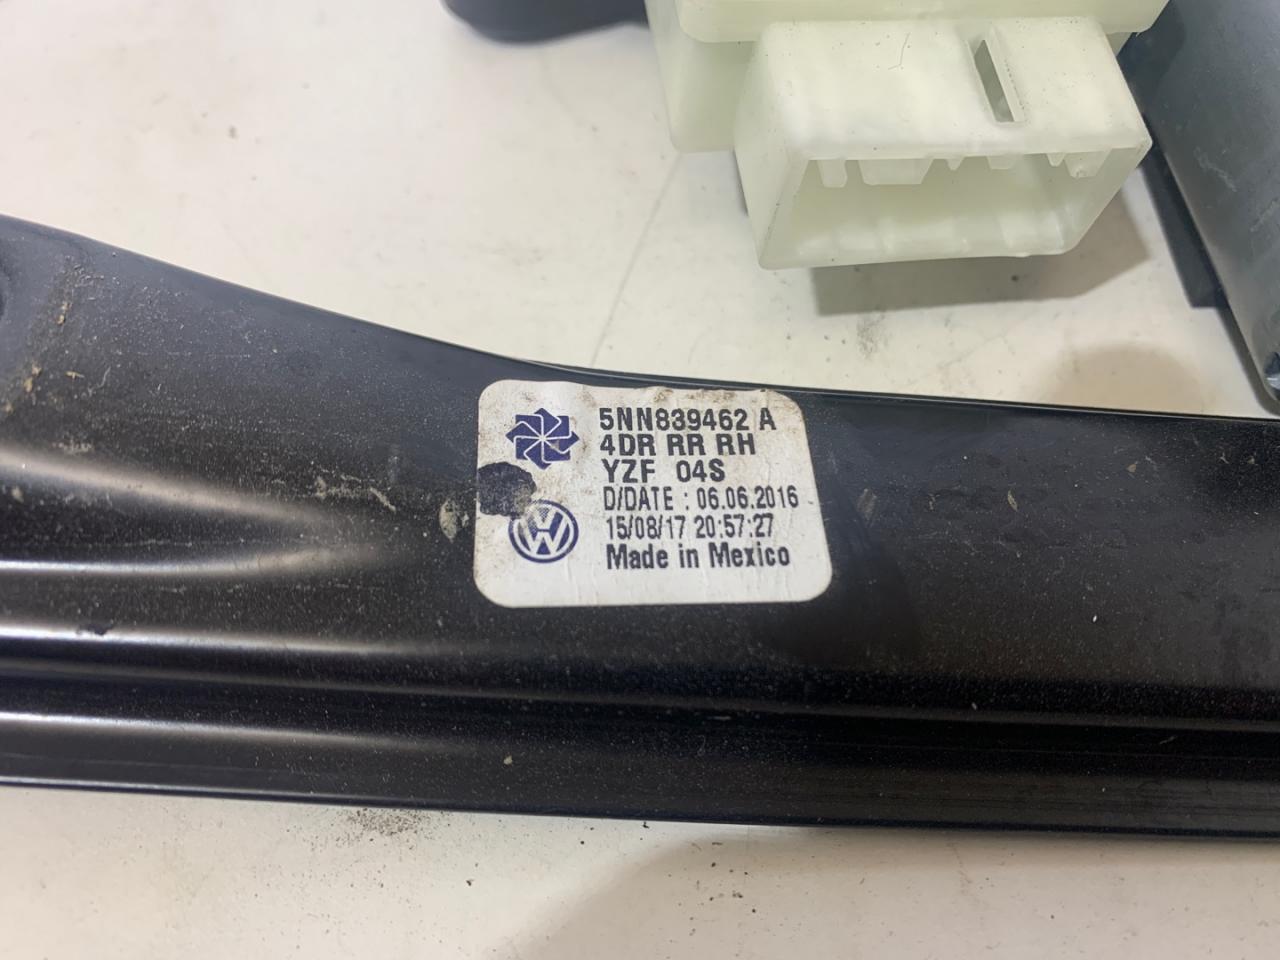 5NN839462 A
4DR RR RH
YZF 04S
D/DATE : 06.06.2016
15/08/17 20:57:27
Made in Mexico